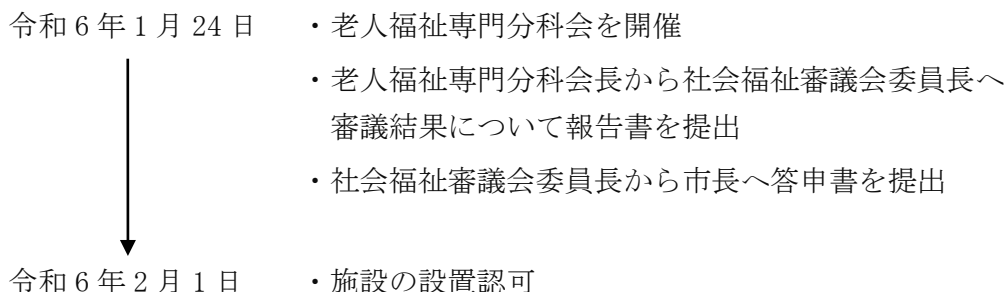 令和6年1月24日 ・老人福祉専門分科会を開催
・老人福祉専門分科会長から社会福祉審議会委員長へ
審議結果について報告書を提出
・社会福祉審議会委員長から市長へ答申書を提出
令和6年2月1日 ・施設の設置認可